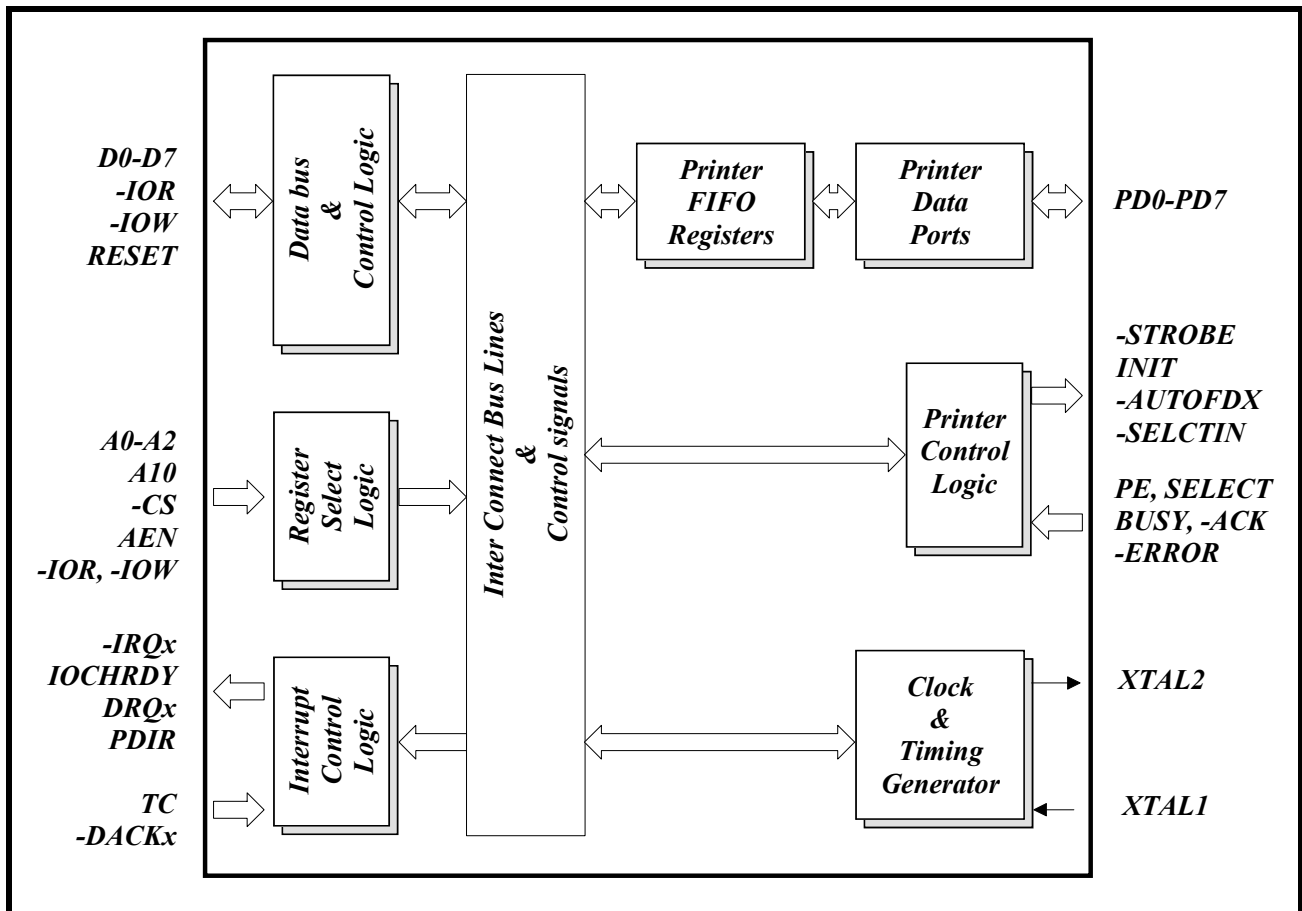 D0-D7
-IOR
-IOW
RESET
Data bus
&
Control Logic
A0-A2
A10
-CS
AEN
-IOR, -IOW
Register
Select
Logic
-IRQx
IOCHRDY
DRQx
PDIR
TC
-DACKx
Interrupt
Control
Logic
Inter Connect Bus Lines
&
Control signals
Printer
FIFO
Registers
Printer
Data
Ports
PD0-PD7
Printer
Control
Logic
-STROBE
INIT
-AUTOFDX
-SELCTIN
PE, SELECT
BUSY, -ACK
-ERROR
Clock
&
Timing
Generator
XTAL2
XTAL1